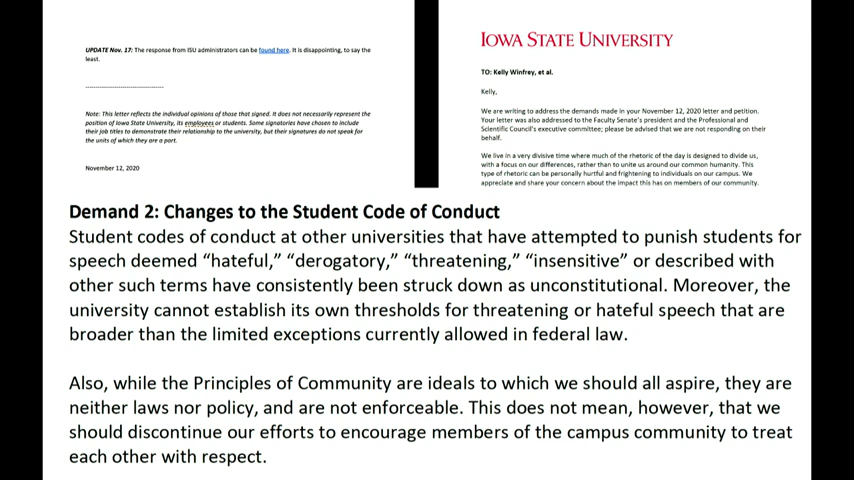 UPDATE Nov. 17: The response from ISU administrators can be found here. It is disappointing, to say the
least.
------------------------------------
Note: This letter reflects the individual opinions of those that signed. It does not necessarily represent the
position of Iowa State University, its employees or students. Some signatories have chosen to include
their job titles to demonstrate their relationship to the university, but their signatures do not speak for
the units of which they are a part.
November 12, 2020
IOWA STATE UNIVERSITY
TO: Kelly Winfrey, et al.
Kelly,
We are writing to address the demands made in your November 12, 2020 letter and petition.
Your letter was also addressed to the Faculty Senate's president and the Professional and
Scientific Council's executive committee; please be advised that we are not responding on their
behalf.
We live in a very divisive time where much of the rhetoric of the day is designed to divide us,
with a focus on our differences, rather than to unite us around our common humanity. This
type of rhetoric can be personally hurtful and frightening to individuals on our campus. We
appreciate and share your concern about the impact this has on members of our community.
Demand 2: Changes to the Student Code of Conduct
Student codes of conduct at other universities that have attempted to punish students for
speech deemed “hateful,” “derogatory,” “threatening,” “insensitive” or described with
other such terms have consistently been struck down as unconstitutional. Moreover, the
university cannot establish its own thresholds for threatening or hateful speech that are
broader than the limited exceptions currently allowed in federal law.
Also, while the Principles of Community are ideals to which we should all aspire, they are
neither laws nor policy, and are not enforceable. This does not mean, however, that we
should discontinue our efforts to encourage members of the campus community to treat
each other with respect.